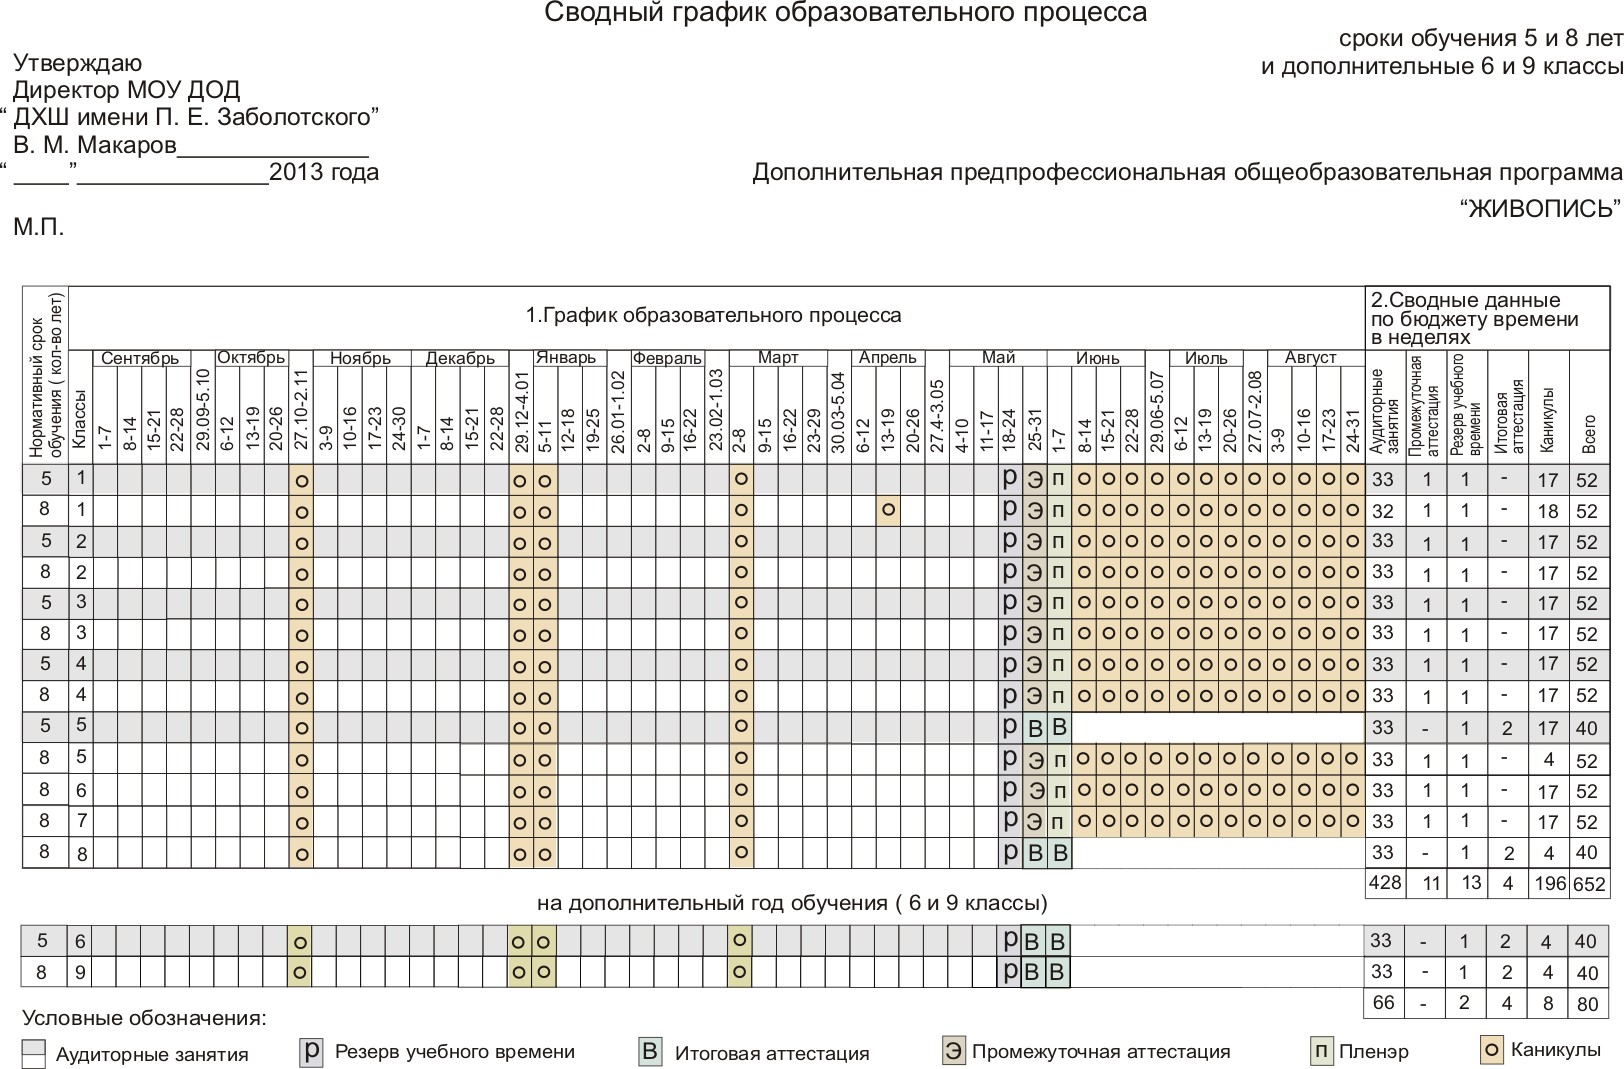 Сводный график образовательного процесса
сроки обучения 5 и 8 лет
и дополнительные 6 и 9 классы
Утверждаю
Директор МОУ ДОД
“ ДХШ имени П. Е. Заболотского”
В. М. Макаров______________
“ ____”______________2013 года
М.П.
Дополнительная предпрофессиональная общеобразовательная программа
“ЖИВОПИСЬ”
Нормативный срок обучения ( кол-во лет)
Классы
1.График образовательного процесса
2.Сводные данные
по бюджету времени
в неделях
Сентябрь Октябрь Ноябрь Декабрь Январь Февраль Март Апрель Май Июнь Июль Август
1-7 8-14 15-21 22-28 29.09-5.10 6-12 13-19 20-26 27.10-2.11 3-9 10-16 17-23 24-30 1-7 8-14 15-21 22-28 29.12-4.01 5-11 12-18 19-25 26.01-1.02 2-8 9-15 16-22 23.02-1.03 2-8 9-15 16-22 23-29 30.03-5.04 6-12 13-19 20-26 27.4-3.05 4-10 11-17 18-24 25-31 1-7 8-14 15-21 22-28 29.06-5.07 6-12 13-19 20-26 27.07-2.08 3-9 10-16 17-23 24-31
Аудиторные занятия Промежуточная аттестация Резерв учебного времени Итоговая аттестация Каникулы Всего
5 1 о о о о р Э п о о о о о о о о о о о о 33 1 1 - 17 52
8 1 о о о о о р Э п о о о о о о о о о о о о 32 1 1 - 18 52
5 2 о о о о р Э п о о о о о о о о о о о о 33 1 1 - 17 52
8 2 о о о о р Э п о о о о о о о о о о о о 33 1 1 - 17 52
5 3 о о о о р Э п о о о о о о о о о о о о 33 1 1 - 17 52
8 3 о о о о р Э п о о о о о о о о о о о о 33 1 1 - 17 52
5 4 о о о о р Э п о о о о о о о о о о о о 33 1 1 - 17 52
8 4 о о о о р Э п о о о о о о о о о о о о 33 1 1 - 17 52
5 5 о о о о р В В 33 - 1 2 17 40
8 5 о о о о р Э п о о о о о о о о о о о о 33 1 1 - 4 52
8 6 о о о о р Э п о о о о о о о о о о о о 33 1 1 - 17 52
8 7 о о о о р Э п о о о о о о о о о о о о 33 1 1 - 17 52
8 8 о о о о р В В 33 - 1 2 4 40
428 11 13 4 196 652
на дополнительный год обучения ( 6 и 9 классы)
5 6 о о о о р В В 33 - 1 2 4 40
8 9 о о о о р В В 33 - 1 2 4 40
66 - 2 4 8 80
Условные обозначения:
Аудиторные занятия р Резерв учебного времени В Итоговая аттестация Э Промежуточная аттестация п Пленэр о Каникулы